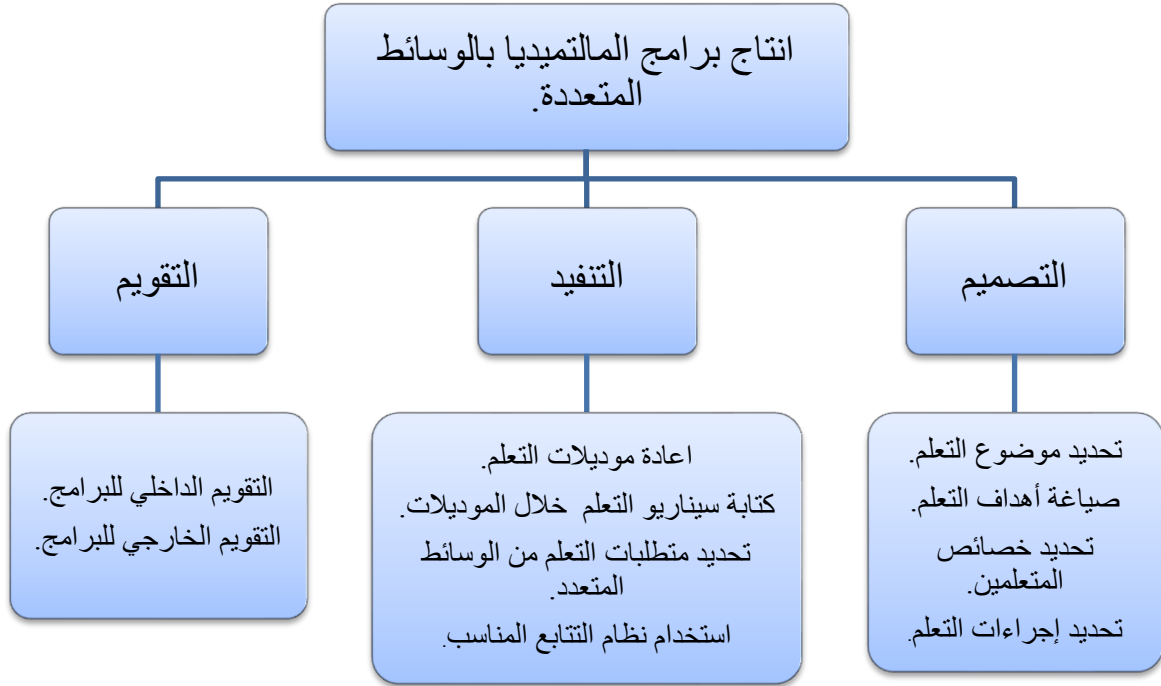 انتاج برامج المالتميديا بالوسائط
المتعددة.
التصميم
التنفيد
التقويم
تحديد موضوع التعلم.
صياغة أهداف التعلم.
تحديد خصائص
المتعلمين.
تحديد إجراءات التعلم.
اعادة موديلات التعلم.
كتابة سيناريو التعلم خلال الموديلات.
تحديد متطلبات التعلم من الوسائط
المتعدد.
استخدام نظام التتابع المناسب.
التقويم الداخلي للبرامج.
التقويم الخارجي للبرامج.